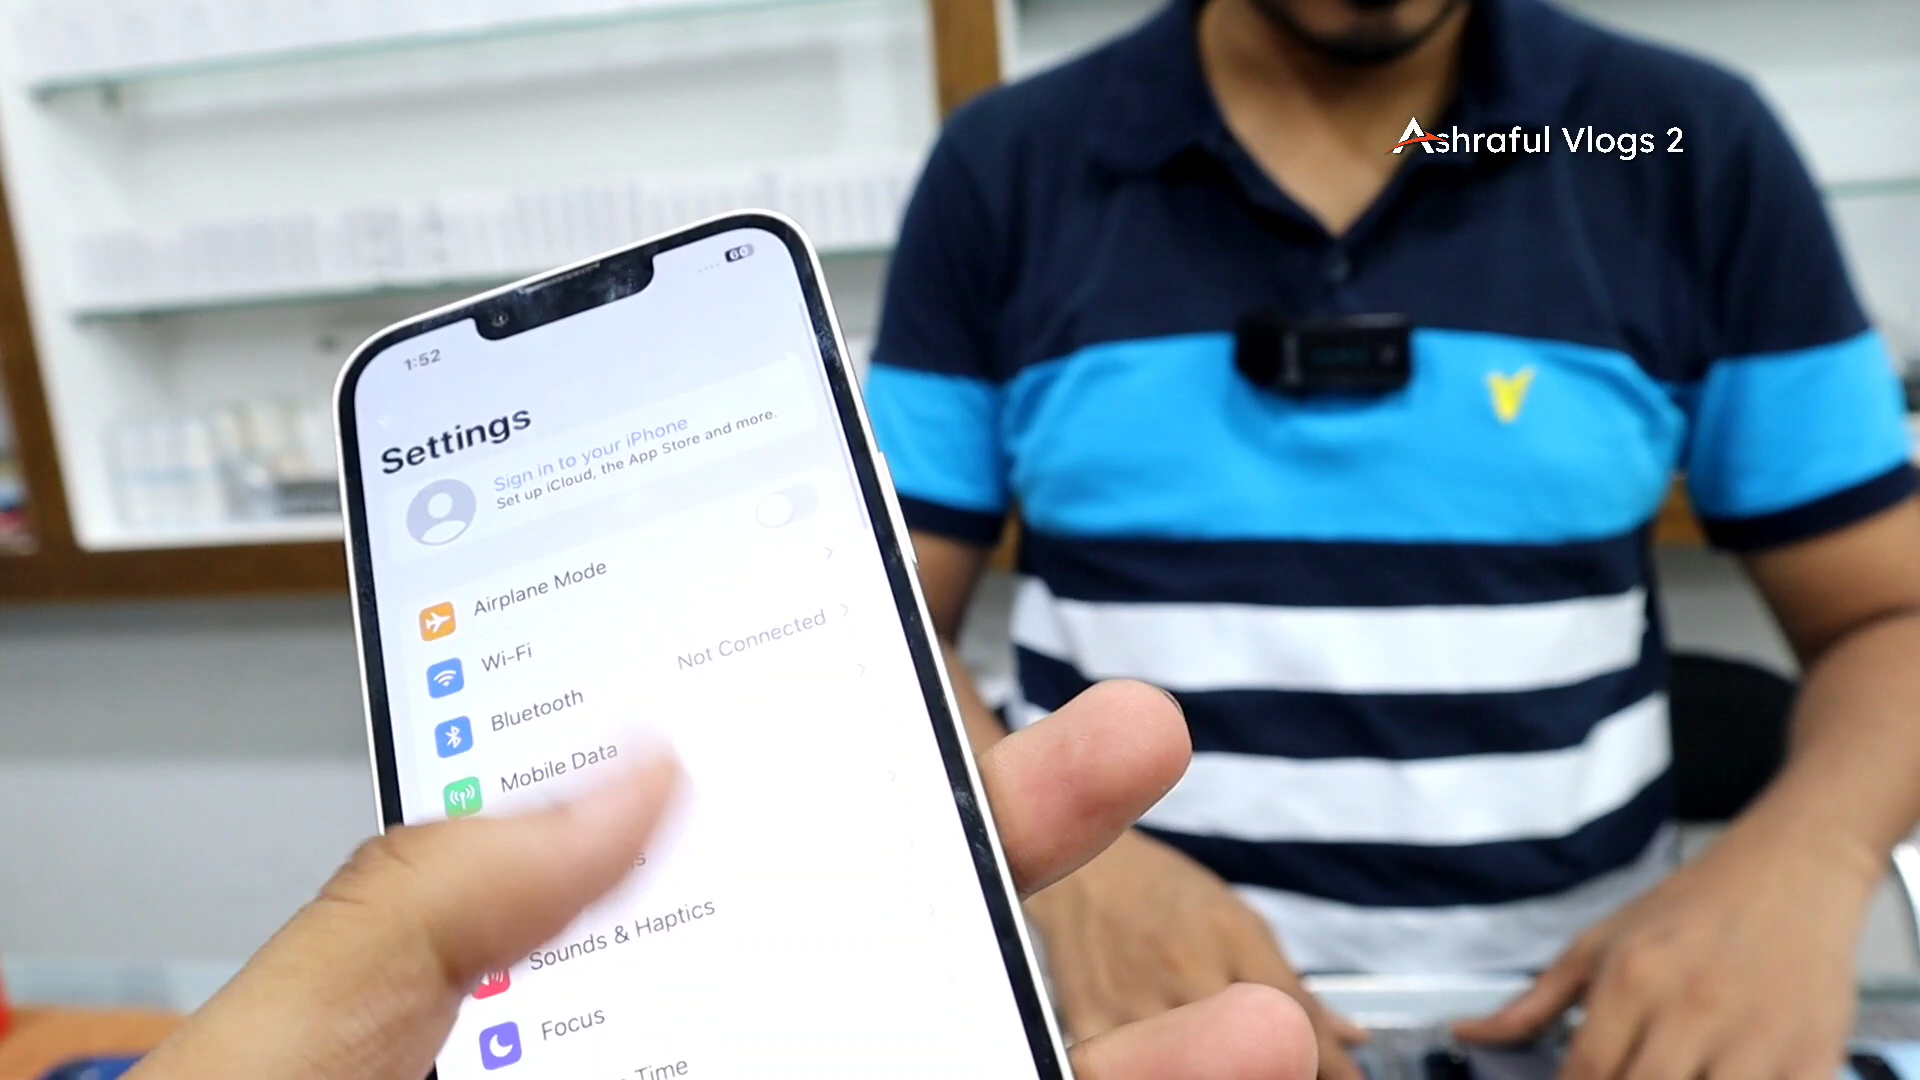 Ashraful Vlogs 2
60
1:52
Settings
Sign in to your iPhone
Set up iCloud, the App Store and more.
Airplane Mode
Wi-Fi
Not Connected
Bluetooth
Mobile Data
Sounds & Haptics
Focus
Time